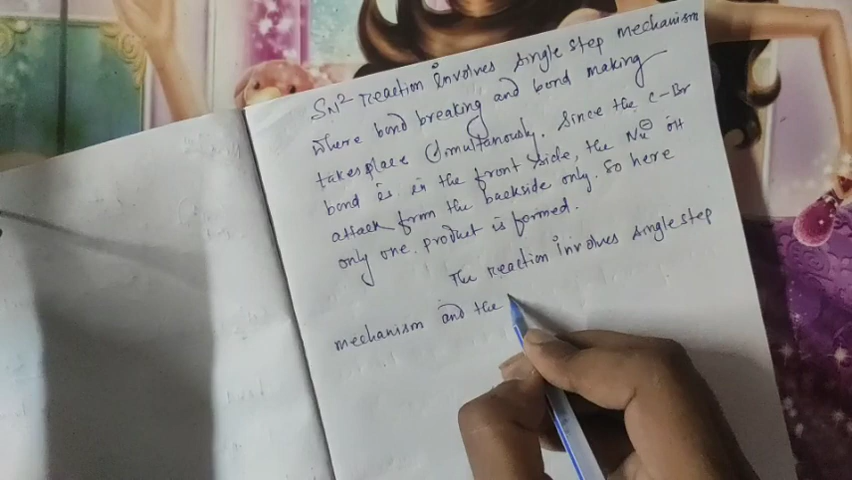 SN2 Reaction involves single step mechanism
where bond breaking and bond making
takes place simultanously. Since the C-Br
bond is in the front side, the Nu⊖ 
attack from the backside only. So here
only one product is formed.
The Reaction involves single step
mechanism and the